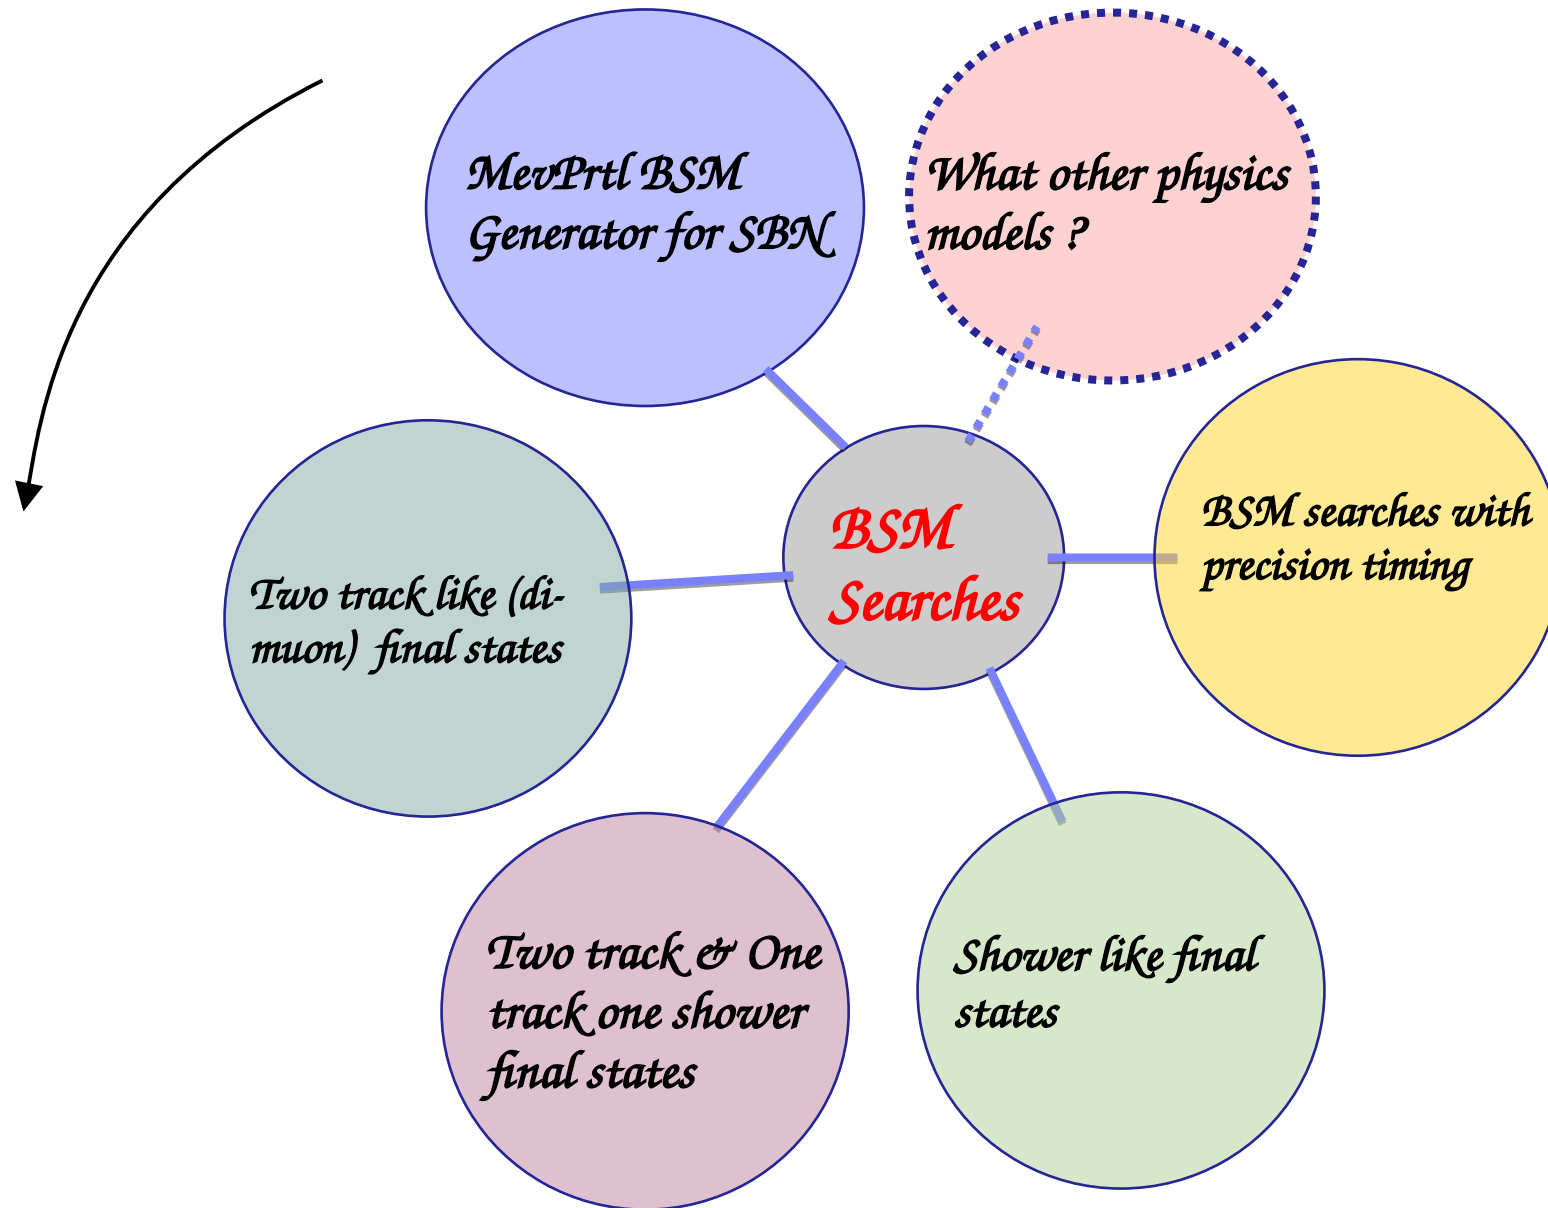 MevPrtl BSM
Generator for SBN
What other physics
models ?
BSM searches with
precision timing
BSM
Searches
Two track like (di-
muon) final states
Two track & One
track one shower
final states
Shower like final
states